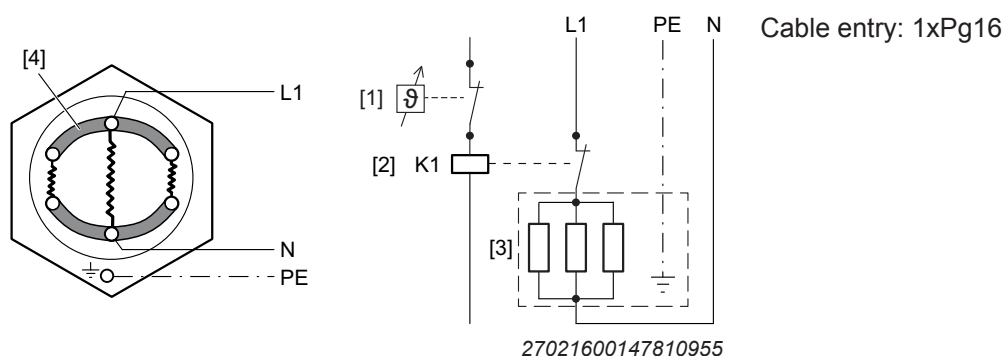 [4]
L1
N
PE
L1 PE N
[1] ϑ
[2] K1
[3]
27021600147810955
Cable entry: 1xPg16